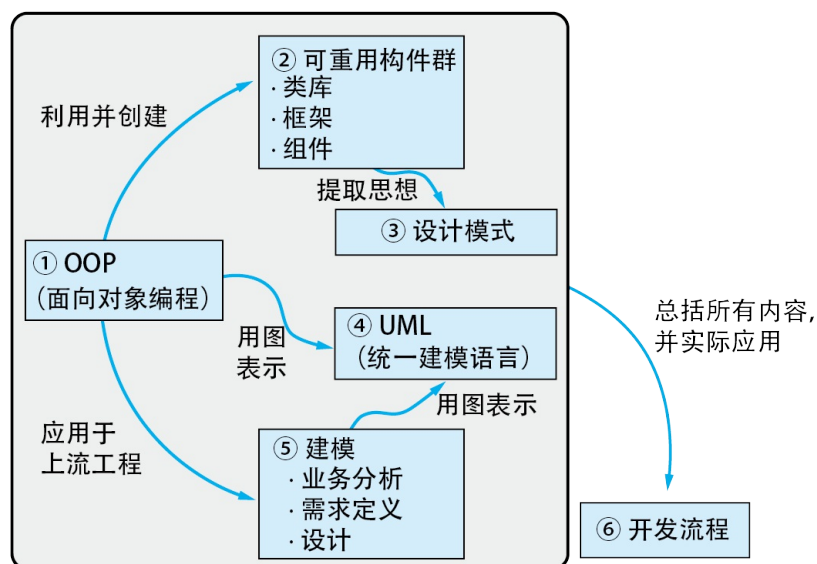 ② 可重用构件群
· 类库
· 框架
· 组件
利用并创建
提取思想
③ 设计模式
① OOP
（面向对象编程）
用图
表示
④ UML
（统一建模语言）
总括所有内容,
并实际应用
用图表示
应用于
上流工程
⑤ 建模
· 业务分析
· 需求定义
· 设计
⑥ 开发流程